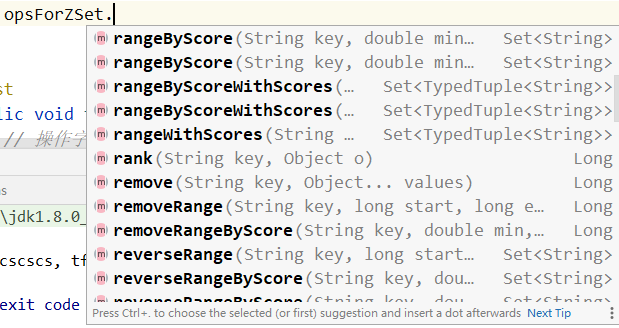 opsForZSet.
rangeByScore(String key, double min… Set<String>
rangeByScore(String key, double min… Set<String>
rangeByScoreWithScores(… Set<TypedTuple<String>>
rangeByScoreWithScores(… Set<TypedTuple<String>>
rangeWithScores(String … Set<TypedTuple<String>>
rank(String key, Object o) Long
remove(String key, Object... values) Long
removeRange(String key, long start, long e… Long
removeRangeByScore(String key, double min,… Long
reverseRange(String key, long start… Set<String>
reverseRangeByScore(String key, dou… Set<String>
Press Ctrl+. to choose the selected (or first) suggestion and insert a dot afterwards Next Tip
st
lic void
// 操作字
ns
\jdk1.8.0_
cscscs, tf
exit code